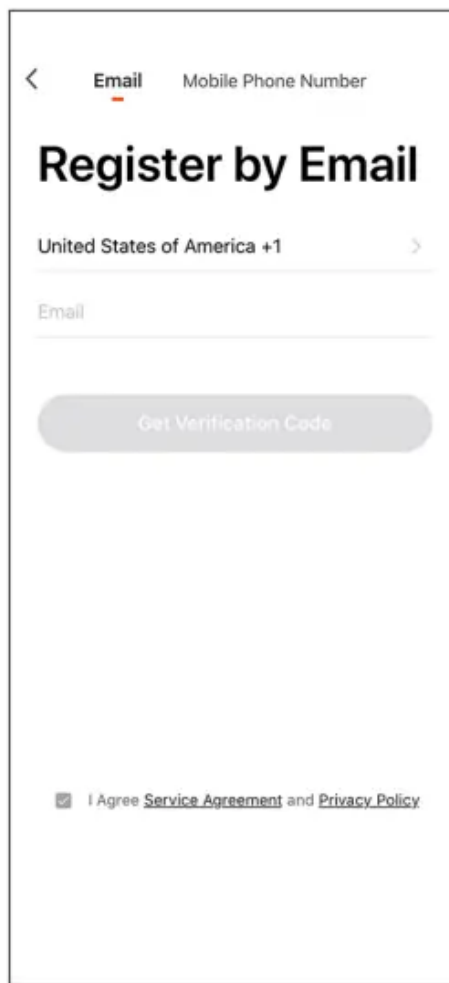 Email Mobile Phone Number
Register by Email
United States of America +1
Email
Get Verification Code
I Agree Service Agreement and Privacy Policy